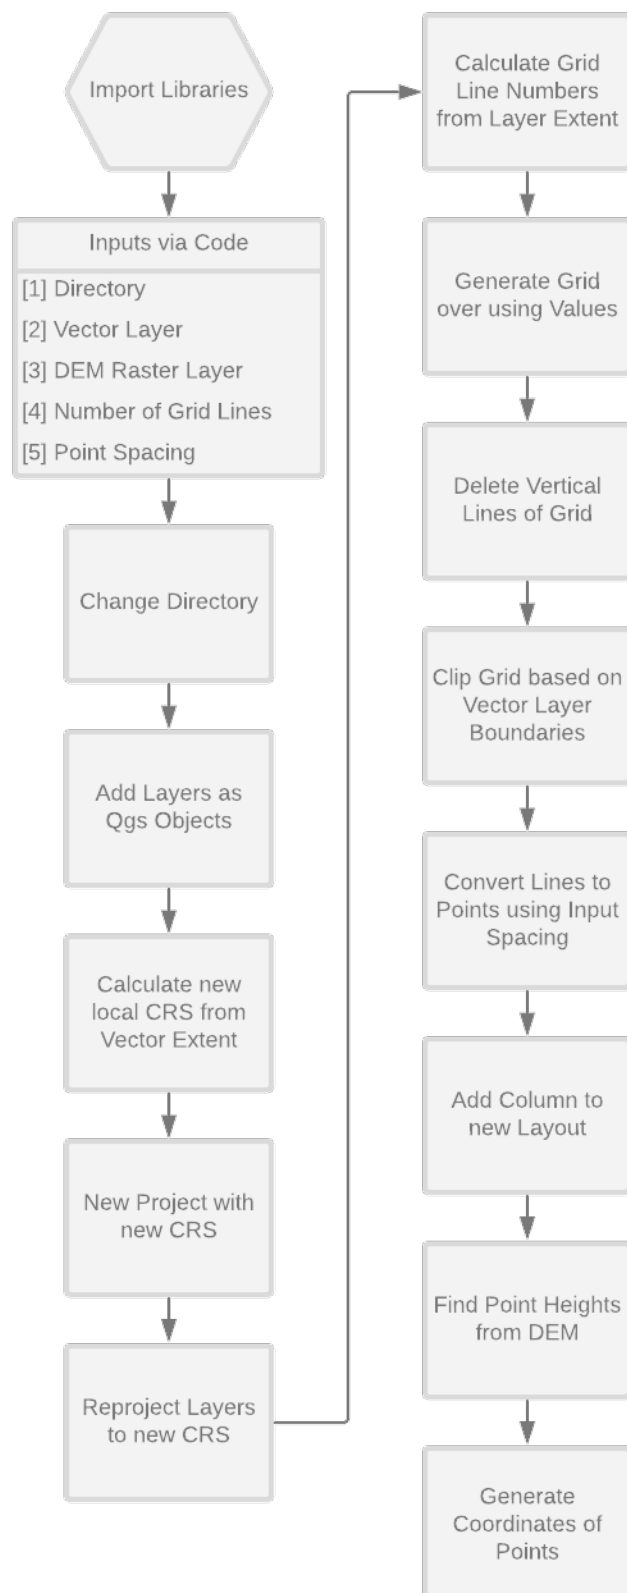 Import Libraries
Inputs via Code
[1] Directory
[2] Vector Layer
[3] DEM Raster Layer
[4] Number of Grid Lines
[5] Point Spacing
Change Directory
Add Layers as
Qgs Objects
Calculate new
local CRS from
Vector Extent
New Project with
new CRS
Reproject Layers
to new CRS
Calculate Grid
Line Numbers
from Layer Extent
Generate Grid
over using Values
Delete Vertical
Lines of Grid
Clip Grid based on
Vector Layer
Boundaries
Convert Lines to
Points using Input
Spacing
Add Column to
new Layout
Find Point Heights
from DEM
Generate
Coordinates of
Points